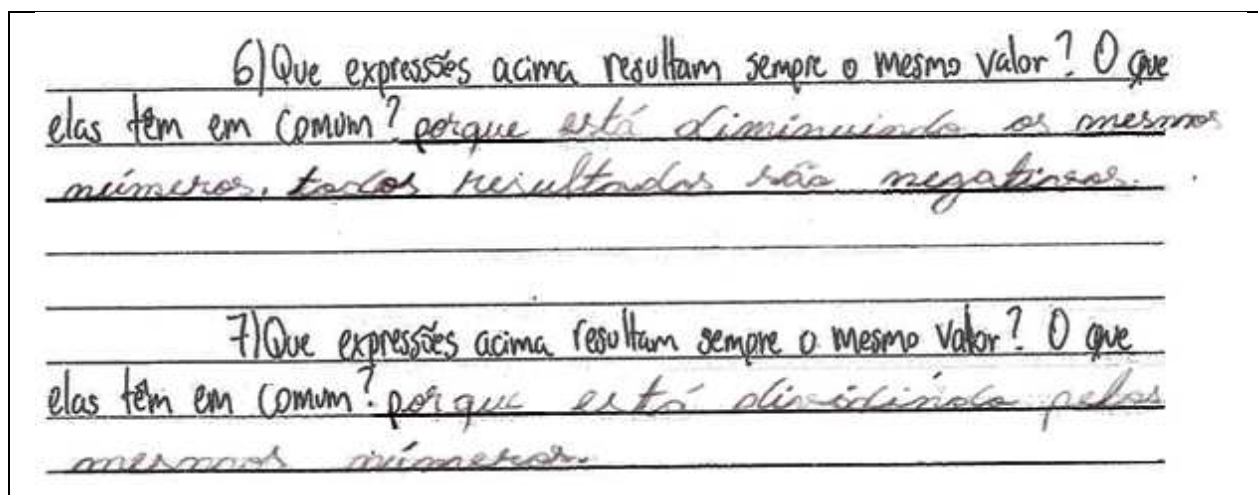 6) Que expressões acima resultam sempre o mesmo valor? O que
elas têm em comum? porque está diminuindo os mesmos
números, todos resultados são negativos.
7) Que expressões acima resultam sempre o mesmo valor? O que
elas têm em comum? porque está dividindo pelos
mesmos números.